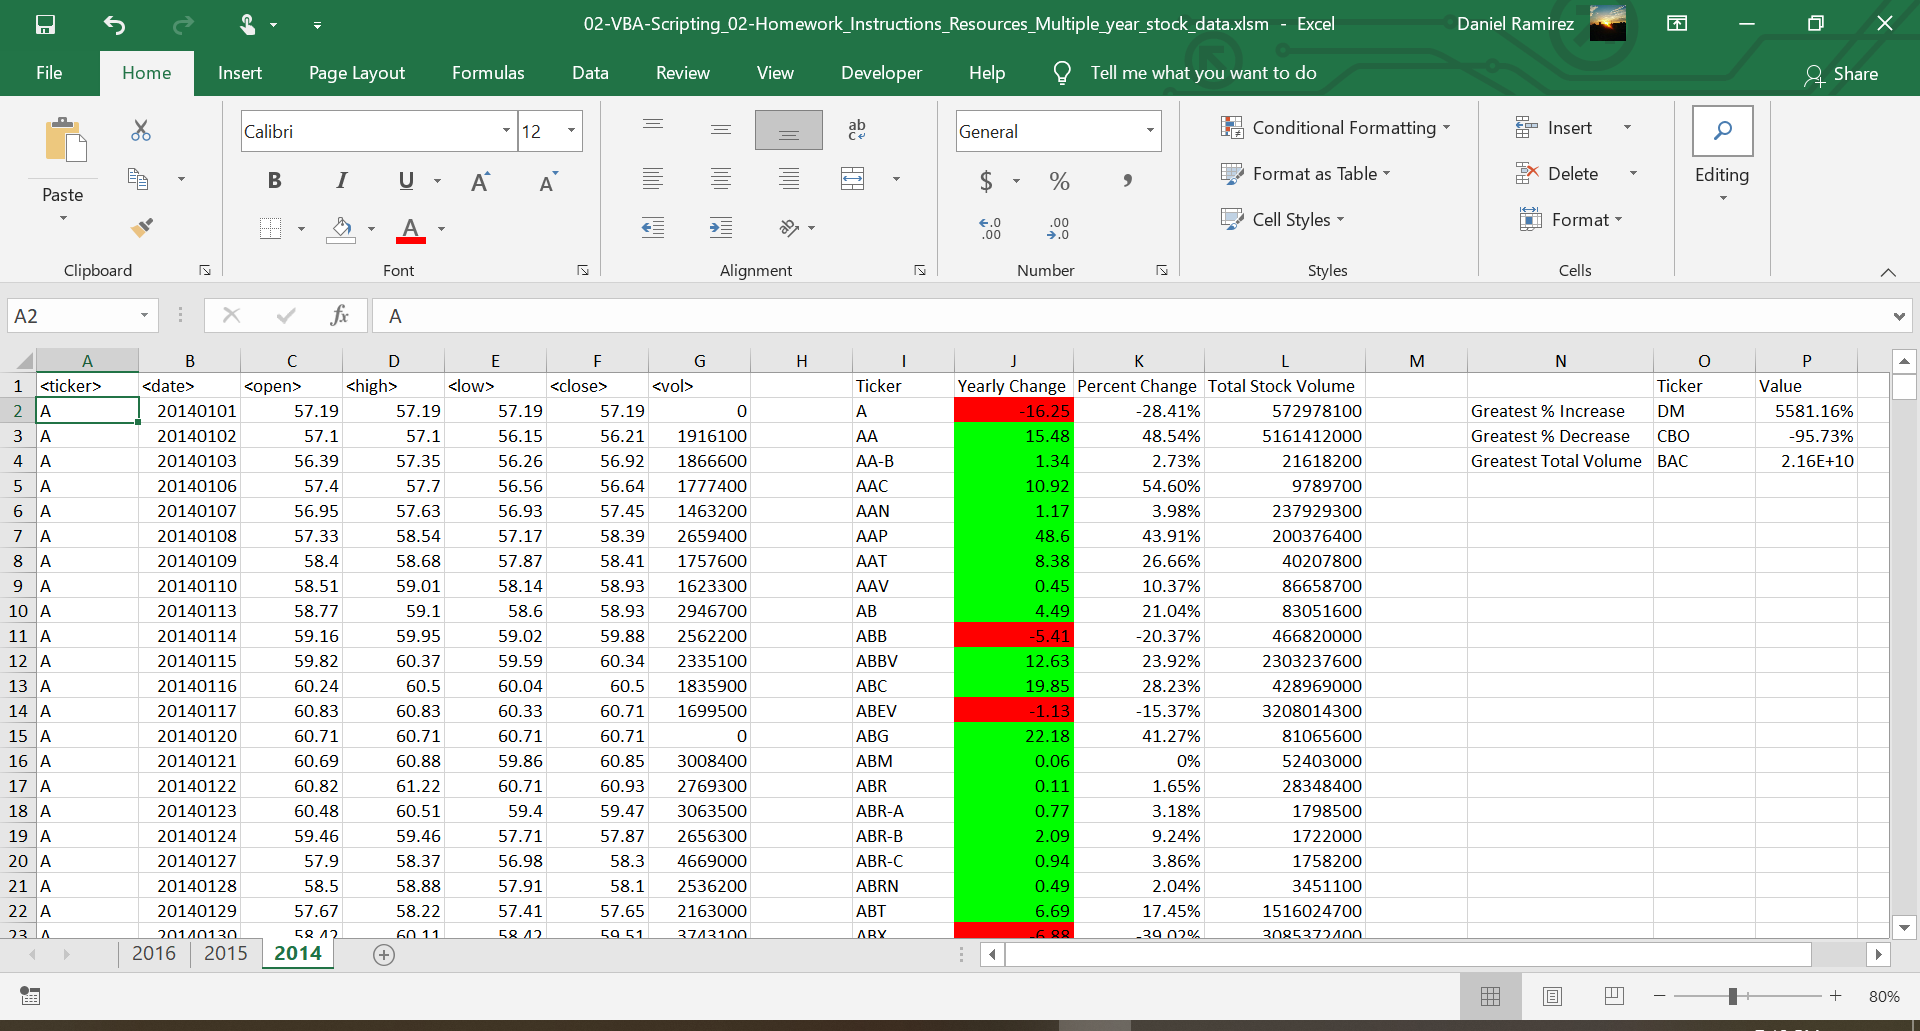 02-VBA-Scripting_02-Homework_Instructions_Resources_Multiple_year_stock_data.xlsm - Excel Daniel Ramirez
File Home Insert Page Layout Formulas Data Review View Developer Help Tell me what you want to do Share
Paste Calibri 12 B I U A A ab c General $ % , Conditional Formatting Format as Table Cell Styles Insert Delete Format Editing
A .0 .00 .00 .0
Clipboard Font Alignment Number Styles Cells
A2 fx A
A B C D E F G H I J K L M N O P
1 <ticker> <date> <open> <high> <low> <close> <vol> Ticker Yearly Change Percent Change Total Stock Volume Ticker Value
2 A 20140101 57.19 57.19 57.19 57.19 0 A -16.25 -28.41% 572978100 Greatest % Increase DM 5581.16%
3 A 20140102 57.1 57.1 56.15 56.21 1916100 AA 15.48 48.54% 5161412000 Greatest % Decrease CBO -95.73%
4 A 20140103 56.39 57.35 56.26 56.92 1866600 AA-B 1.34 2.73% 21618200 Greatest Total Volume BAC 2.16E+10
5 A 20140106 57.4 57.7 56.56 56.64 1777400 AAC 10.92 54.60% 9789700
6 A 20140107 56.95 57.63 56.93 57.45 1463200 AAN 1.17 3.98% 237929300
7 A 20140108 57.33 58.54 57.17 58.39 2659400 AAP 48.6 43.91% 200376400
8 A 20140109 58.4 58.68 57.87 58.41 1757600 AAT 8.38 26.66% 40207800
9 A 20140110 58.51 59.01 58.14 58.93 1623300 AAV 0.45 10.37% 86658700
10 A 20140113 58.77 59.1 58.6 58.93 2946700 AB 4.49 21.04% 83051600
11 A 20140114 59.16 59.95 59.02 59.88 2562200 ABB -5.41 -20.37% 466820000
12 A 20140115 59.82 60.37 59.59 60.34 2335100 ABBV 12.63 23.92% 2303237600
13 A 20140116 60.24 60.5 60.04 60.5 1835900 ABC 19.85 28.23% 428969000
14 A 20140117 60.83 60.83 60.33 60.71 1699500 ABEV -1.13 -15.37% 3208014300
15 A 20140120 60.71 60.71 60.71 60.71 0 ABG 22.18 41.27% 81065600
16 A 20140121 60.69 60.88 59.86 60.85 3008400 ABM 0.06 0% 52403000
17 A 20140122 60.82 61.22 60.71 60.93 2769300 ABR 0.11 1.65% 28348400
18 A 20140123 60.48 60.51 59.4 59.47 3063500 ABR-A 0.77 3.18% 1798500
19 A 20140124 59.46 59.46 57.71 57.87 2656300 ABR-B 2.09 9.24% 1722000
20 A 20140127 57.9 58.37 56.98 58.3 4669000 ABR-C 0.94 3.86% 1758200
21 A 20140128 58.5 58.88 57.91 58.1 2536200 ABRN 0.49 2.04% 3451100
22 A 20140129 57.67 58.22 57.41 57.65 2163000 ABT 6.69 17.45% 1516024700
23 A 20140130 58.42 60.11 58.42 59.51 3743100 ABX -6.88 -39.02% 3085372400
2016 2015 2014
80%